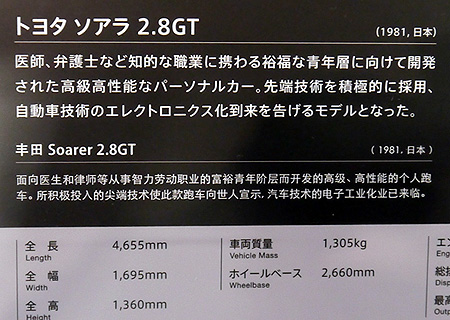 トヨタ ソアラ 2.8GT (1981, 日本)
医師、弁護士など知的な職業に携わる裕福な青年層に向けて開発
された高級高性能なパーソナルカー。先端技術を積極的に採用、
自動車技術のエレクトロニクス化到来を告げるモデルとなった。
丰田 Soarer 2.8GT (1981, 日本)
面向医生和律师等从事智力劳动职业的富裕青年阶层而开发的高级、高性能的个人跑
车。所积极投入的尖端技术使此款跑车向世人宣示，汽车技术的电子工业化业已来临。
全 長 4,655mm 車両質量 1,305kg エン
Length Vehicle Mass En
全 幅 1,695mm ホイールベース 2,660mm 総排
Width Wheelbase Disp
全 高 1,360mm 最高
Height Outp